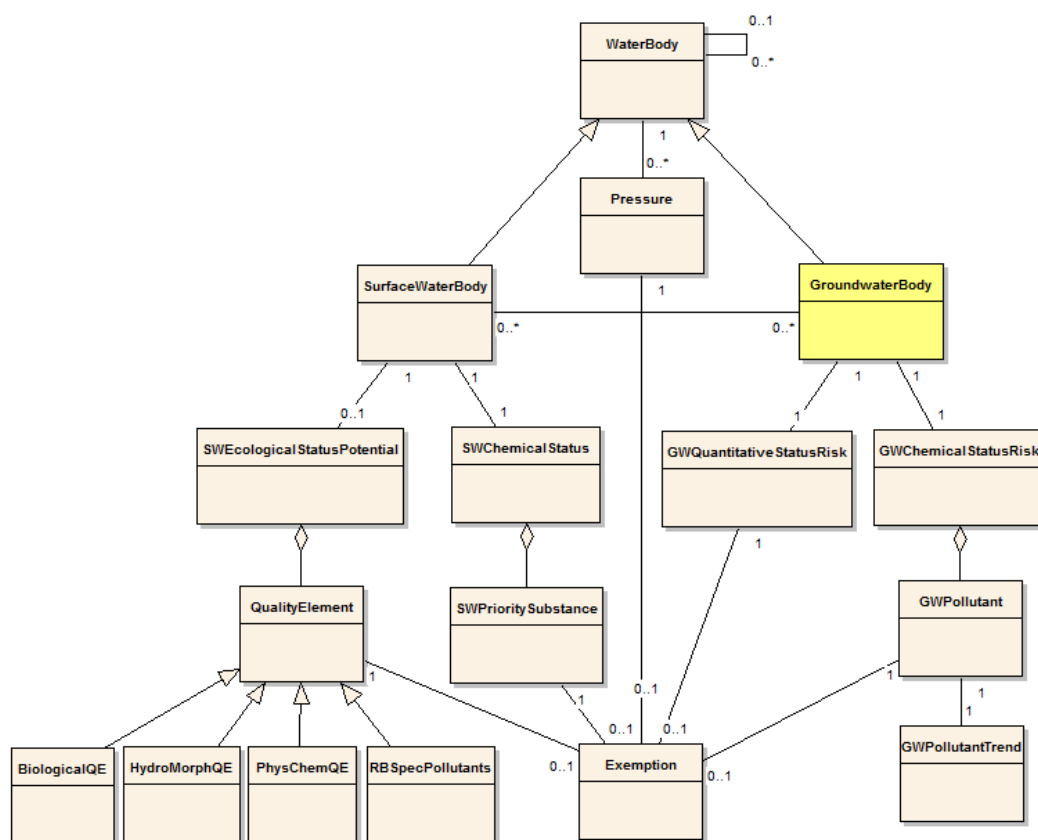 0..1
WaterBody
0..*
1
0..*
Pressure
SurfaceWaterBody
GroundwaterBody
1
0..*
0..*
1
1
1
1
0..1
1
1
1
SWEcologicalStatusPotential
SWChemicalStatus
GWQuantitativeStatusRisk
GWChemicalStatusRisk
1
QualityElement
SWPrioritySubstance
GWPollutant
1
1
1
1
0..1
1
0..1
0..1
GWPollutantTrend
BiologicalQE
HydroMorphQE
PhysChemQE
RBSpecPollutants
0..1
Exemption
0..1